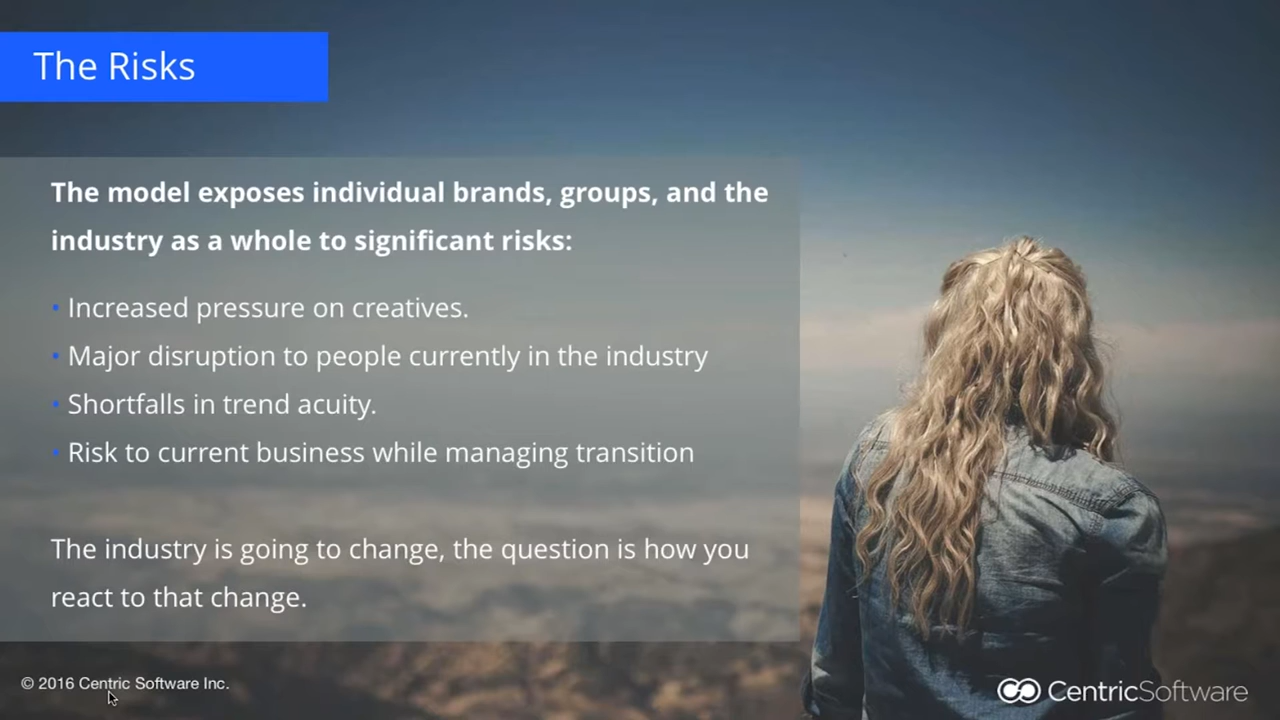 The Risks
The model exposes individual brands, groups, and the
industry as a whole to significant risks:
• Increased pressure on creatives.
• Major disruption to people currently in the industry
• Shortfalls in trend acuity.
• Risk to current business while managing transition
The industry is going to change, the question is how you
react to that change.
© 2016 Centric Software Inc.
CentricSoftware